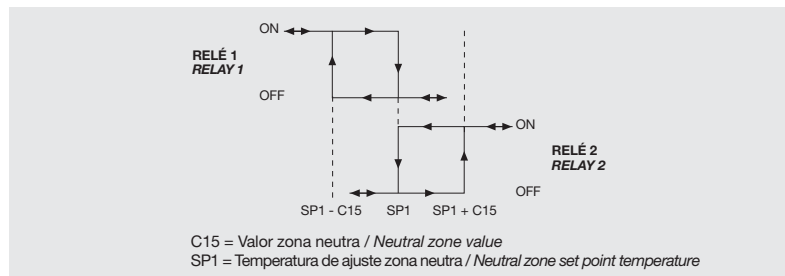 ON
RELÉ 1
RELAY 1
OFF
ON
RELÉ 2
RELAY 2
OFF
SP1 - C15 SP1 SP1 + C15
C15 = Valor zona neutra / Neutral zone value
SP1 = Temperatura de ajuste zona neutra / Neutral zone set point temperature